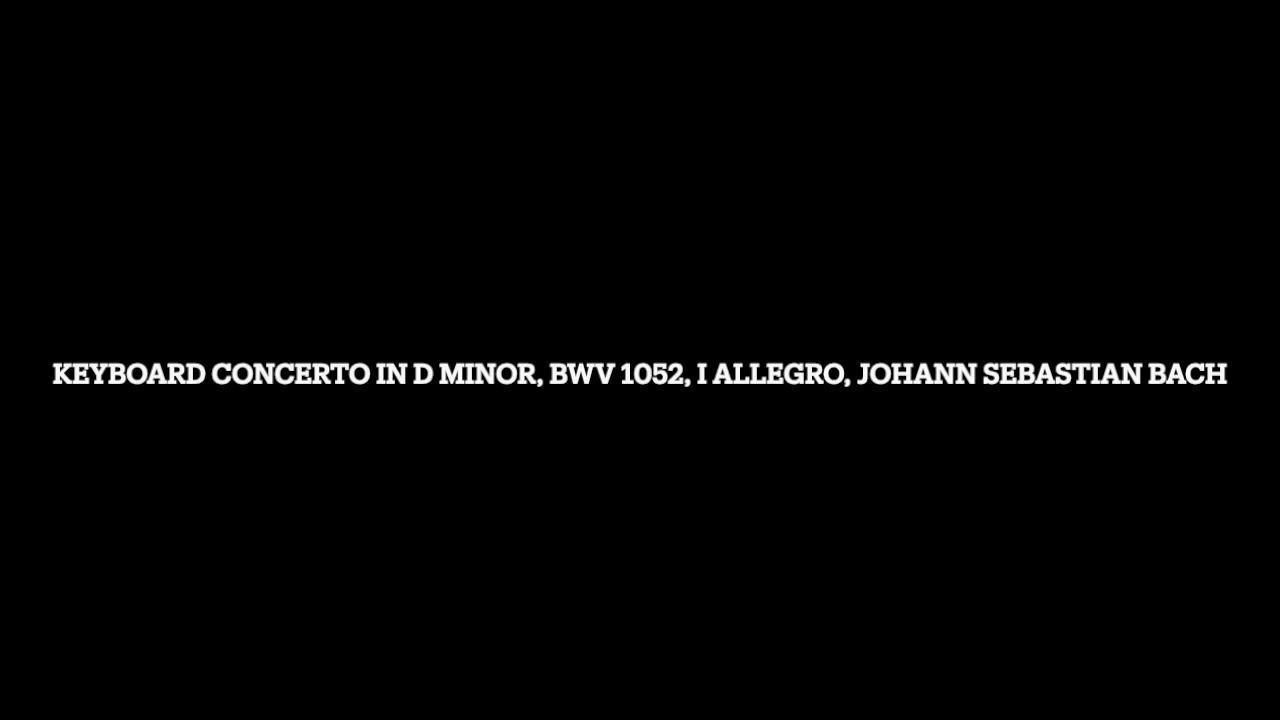 KEYBOARD CONCERTO IN D MINOR, BWV 1052, I ALLEGRO, JOHANN SEBASTIAN BACH